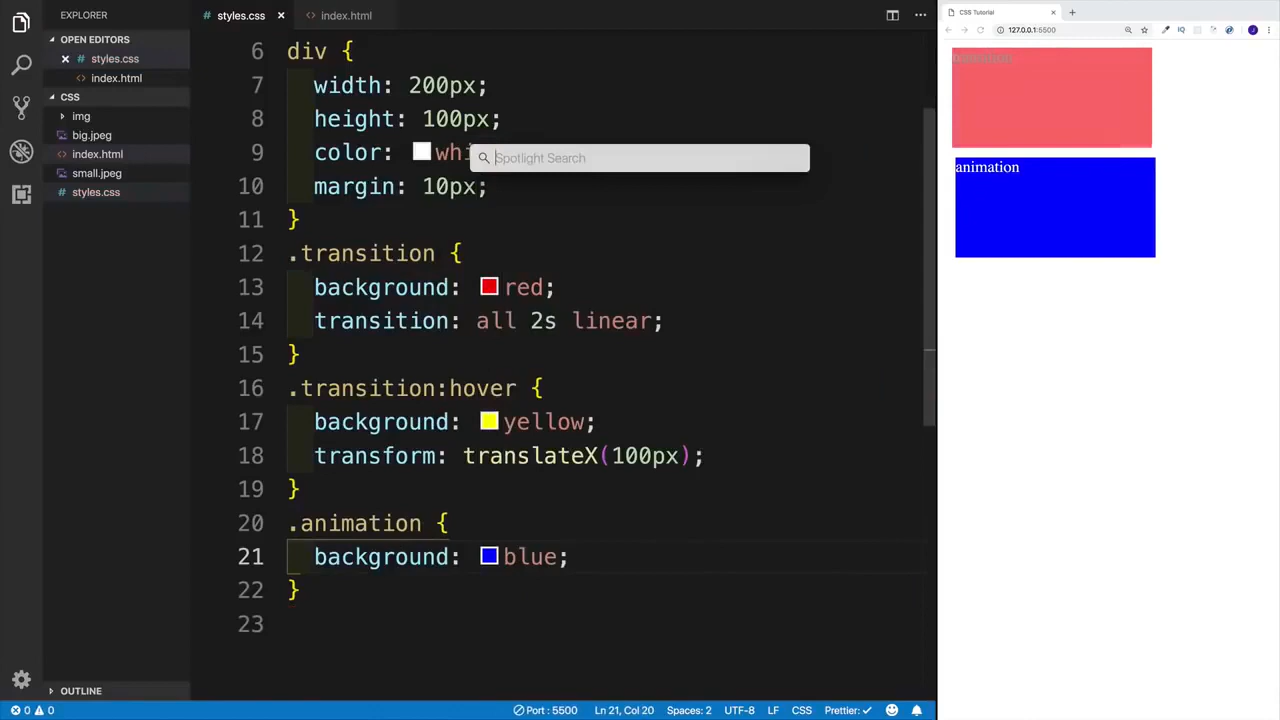 EXPLORER
OPEN EDITORS
styles.css
index.html
CSS
img
big.jpeg
index.html
small.jpeg
styles.css
OUTLINE
styles.css
index.html
6 div {
7 width: 200px;
8 height: 100px;
9 color: whi
10 margin: 10px;
11 }
12 .transition {
13 background: red;
14 transition: all 2s linear;
15 }
16 .transition:hover {
17 background: yellow;
18 transform: translateX(100px);
19 }
20 .animation {
21 background: blue;
22 }
23
Spotlight Search
0 0
Port : 5500
Ln 21, Col 20
Spaces: 2
UTF-8
LF
CSS
Prettier: ✓
CSS Tutorial
127.0.0.1:5500
IQ
J
animation